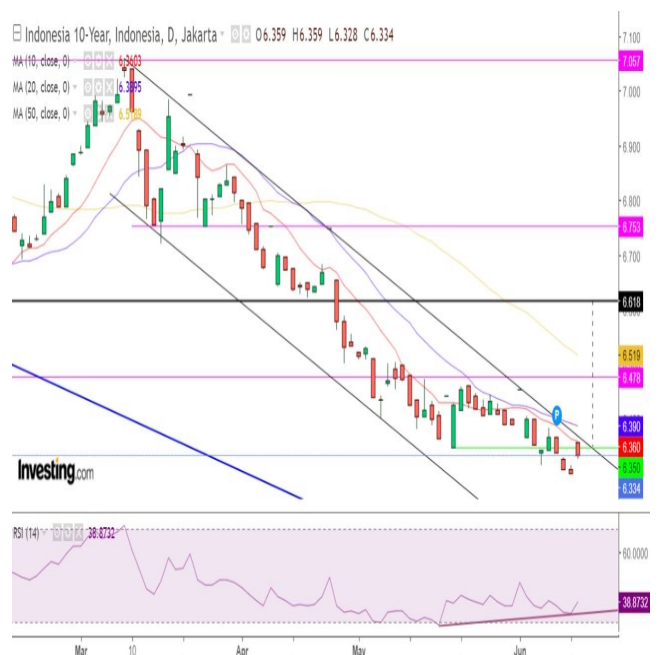 Indonesia 10-Year, Indonesia, D, Jakarta O6.359 H6.359 L6.328 C6.334
MA (10, close, 0) 6.3603
MA (20, close, 0) 6.3895
MA (50, close, 0)
7.100
7.057
7.000
6.900
6.800
6.753
6.700
6.618
6.519
6.478
6.390
6.360
6.350
6.334
P
Investing.com
RSI (14) 38.8732
60.0000
38.8732
Mar 10 Apr May Jun